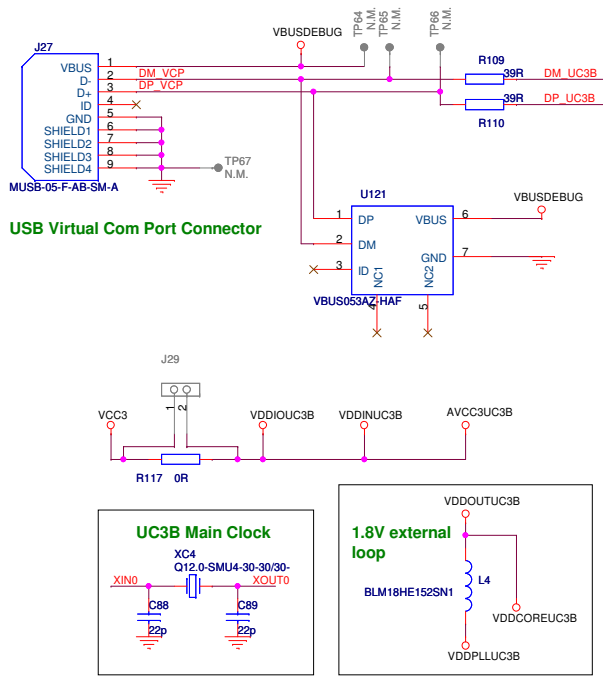 VBUSDEBUG
TP64
N.M.
TP65
N.M.
TP66
N.M.
J27
VBUS 1
D- 2 DM_VCP
D+ 3 DP_VCP
ID 4
GND 5
SHIELD1 6
SHIELD2 7
SHIELD3 8
SHIELD4 9
MUSB-05-F-AB-SM-A
TP67
N.M.
R109
39R DM_UC3B
39R DP_UC3B
R110
USB Virtual Com Port Connector
U121
1 DP VBUS 6 VBUSDEBUG
2 DM
GND 7
3 ID
NC1 NC2
4 5
VBUS053AZ-HAF
J29
1 2
VCC3 VDDIOUC3B VDDINUC3B AVCC3UC3B
R117 0R
UC3B Main Clock
XC4
Q12.0-SMU4-30-30/30-
XIN0 XOUT0
C88 C89
22p 22p
VDDOUTUC3B
1.8V external
loop
L4
BLM18HE152SN1
VDDCOREUC3B
VDDPLLUC3B